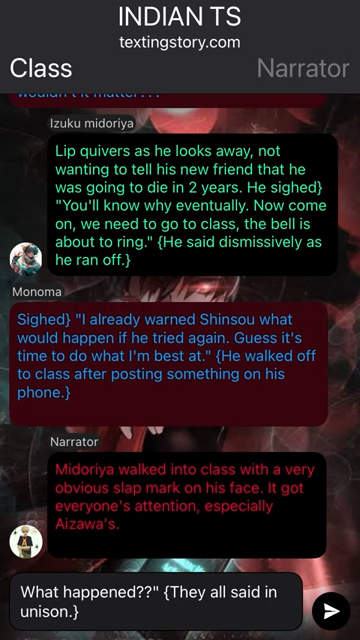 INDIAN TS
textingstory.com
Class
Narrator
wouldn't it matter...
Izuku midoriya
Lip quivers as he looks away, not
wanting to tell his new friend that he
was going to die in 2 years. He sighed}
"You'll know why eventually. Now come
on, we need to go to class, the bell is
about to ring." {He said dismissively as
he ran off.}
Monoma
Sighed} "I already warned Shinsou what
would happen if he tried again. Guess it's
time to do what I'm best at." {He walked off
to class after posting something on his
phone.}
Narrator
Midoriya walked into class with a very
obvious slap mark on his face. It got
everyone's attention, especially
Aizawa's.
What happened??" {They all said in
unison.}